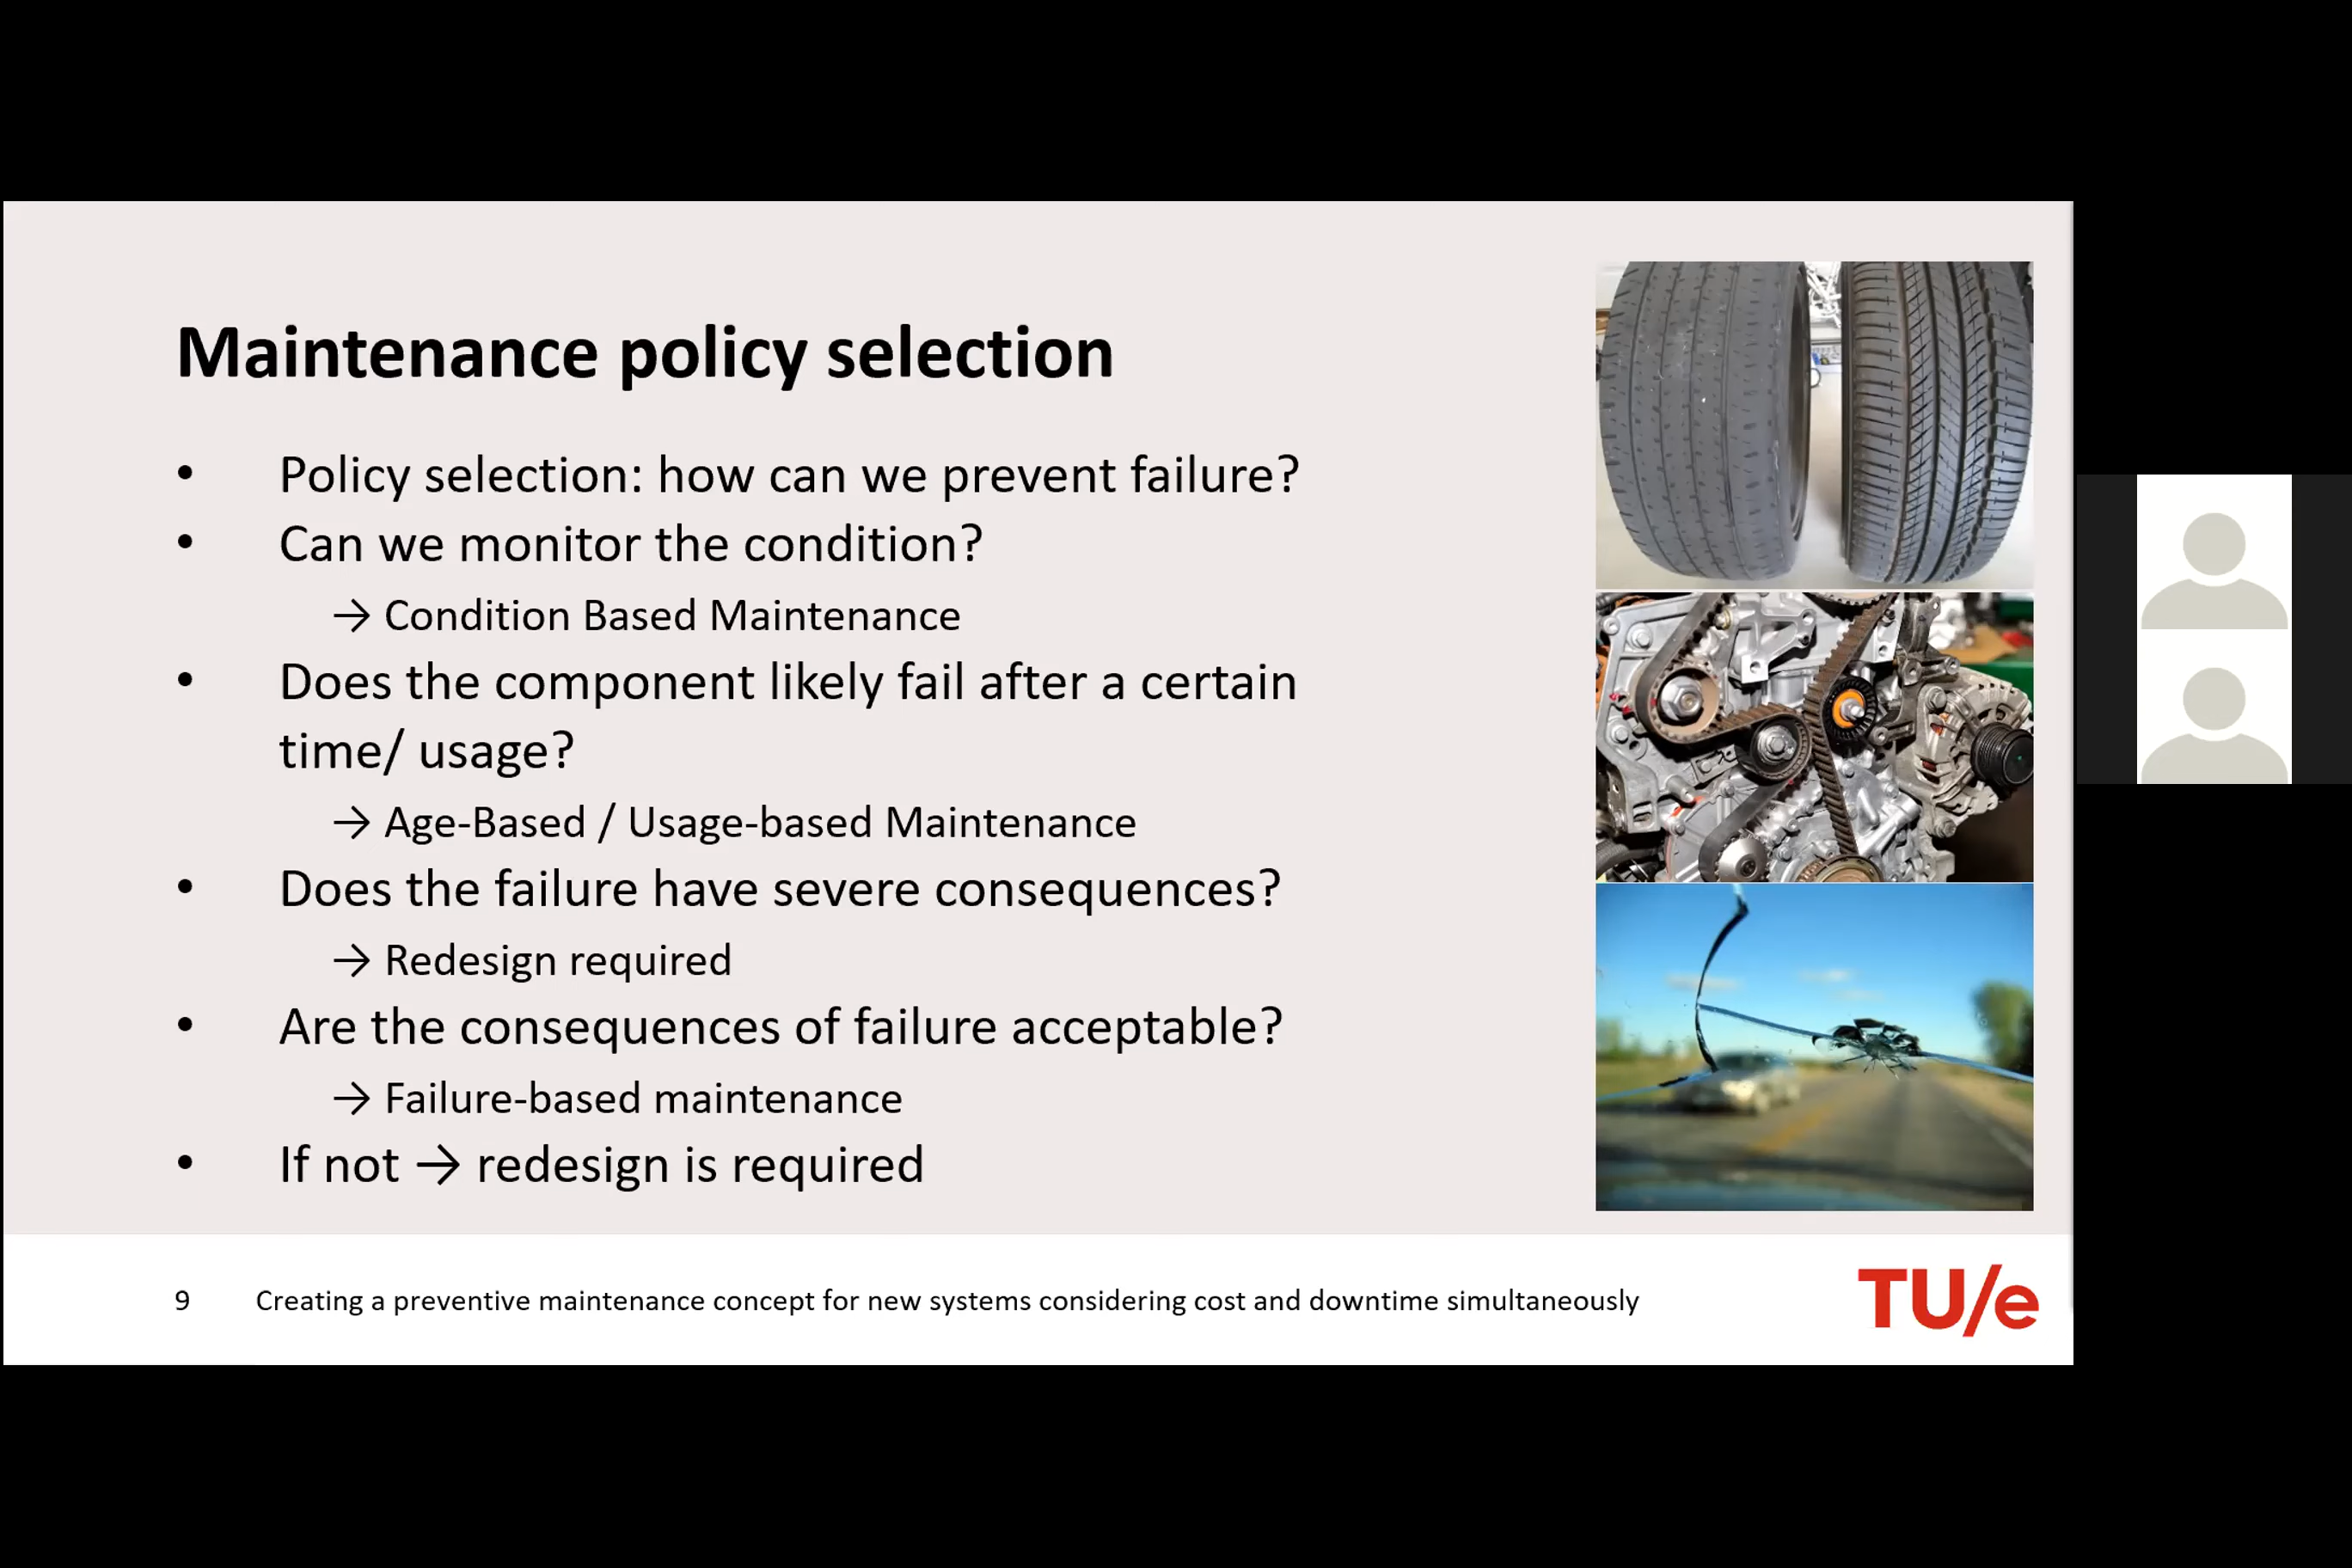 Maintenance policy selection
• Policy selection: how can we prevent failure?
• Can we monitor the condition?
→ Condition Based Maintenance
• Does the component likely fail after a certain
time/ usage?
→ Age-Based / Usage-based Maintenance
• Does the failure have severe consequences?
→ Redesign required
• Are the consequences of failure acceptable?
→ Failure-based maintenance
• If not → redesign is required
9 Creating a preventive maintenance concept for new systems considering cost and downtime simultaneously
TU/e